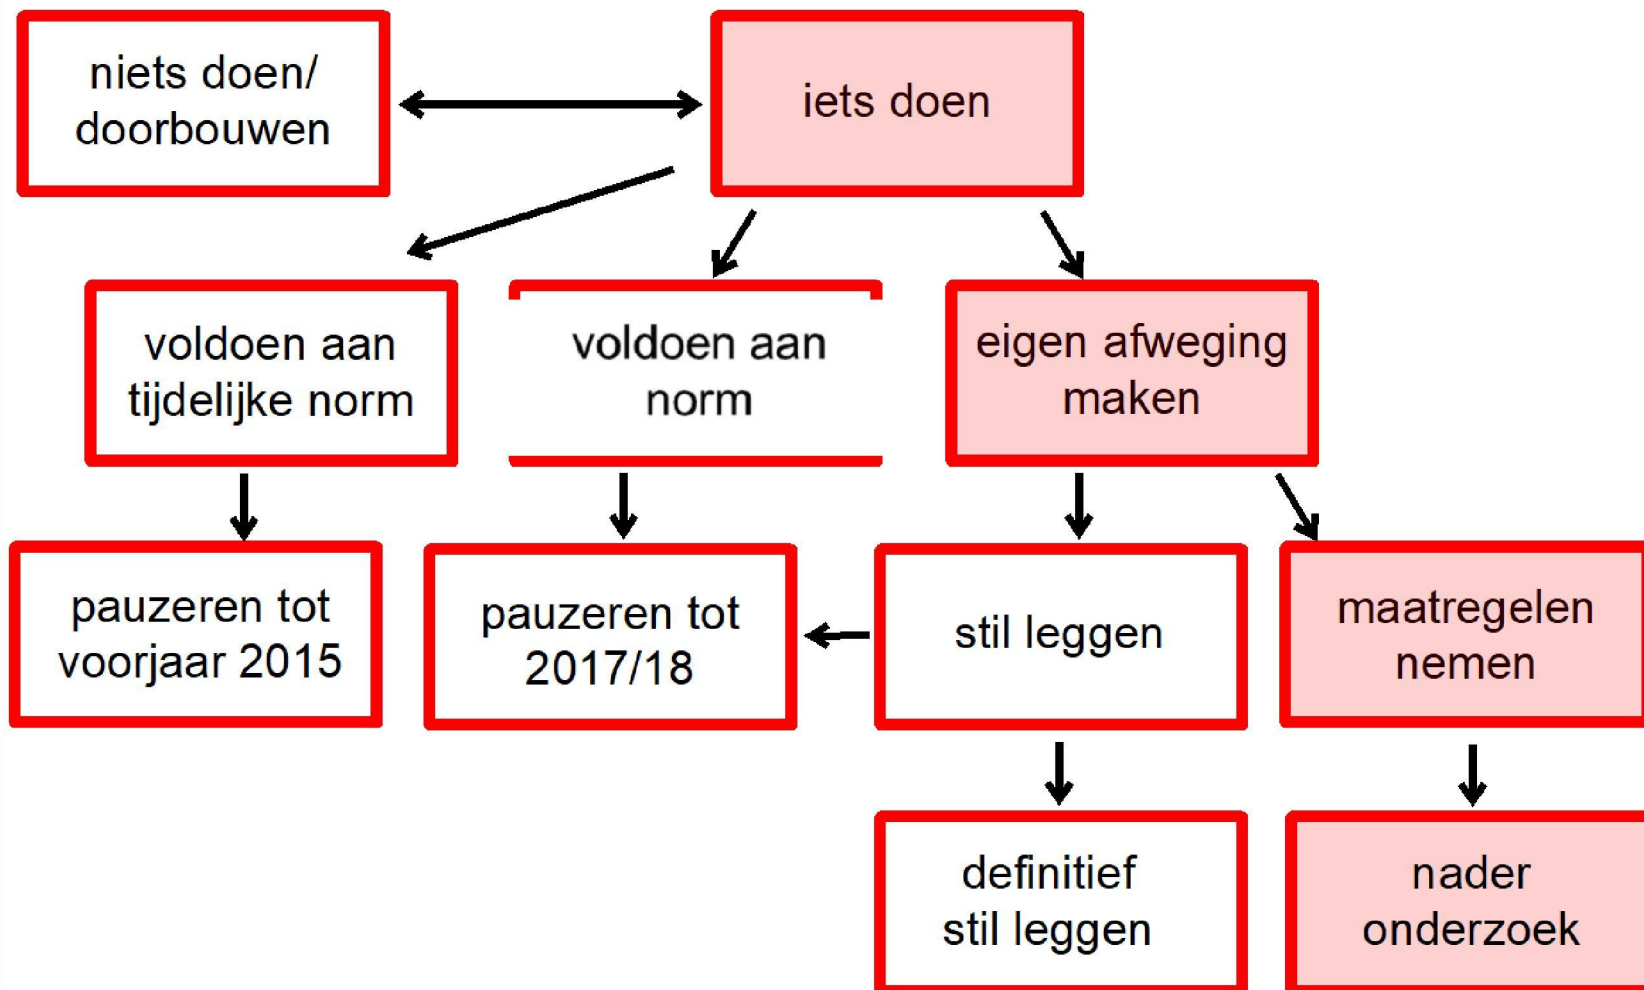 niets doen/
doorbouwen
iets doen
voldoen aan
tijdelijke norm
voldoen aan
norm
eigen afweging
maken
pauzeren tot
voorjaar 2015
pauzeren tot
2017/18
stil leggen
maatregelen
nemen
definitief
stil leggen
nader
onderzoek